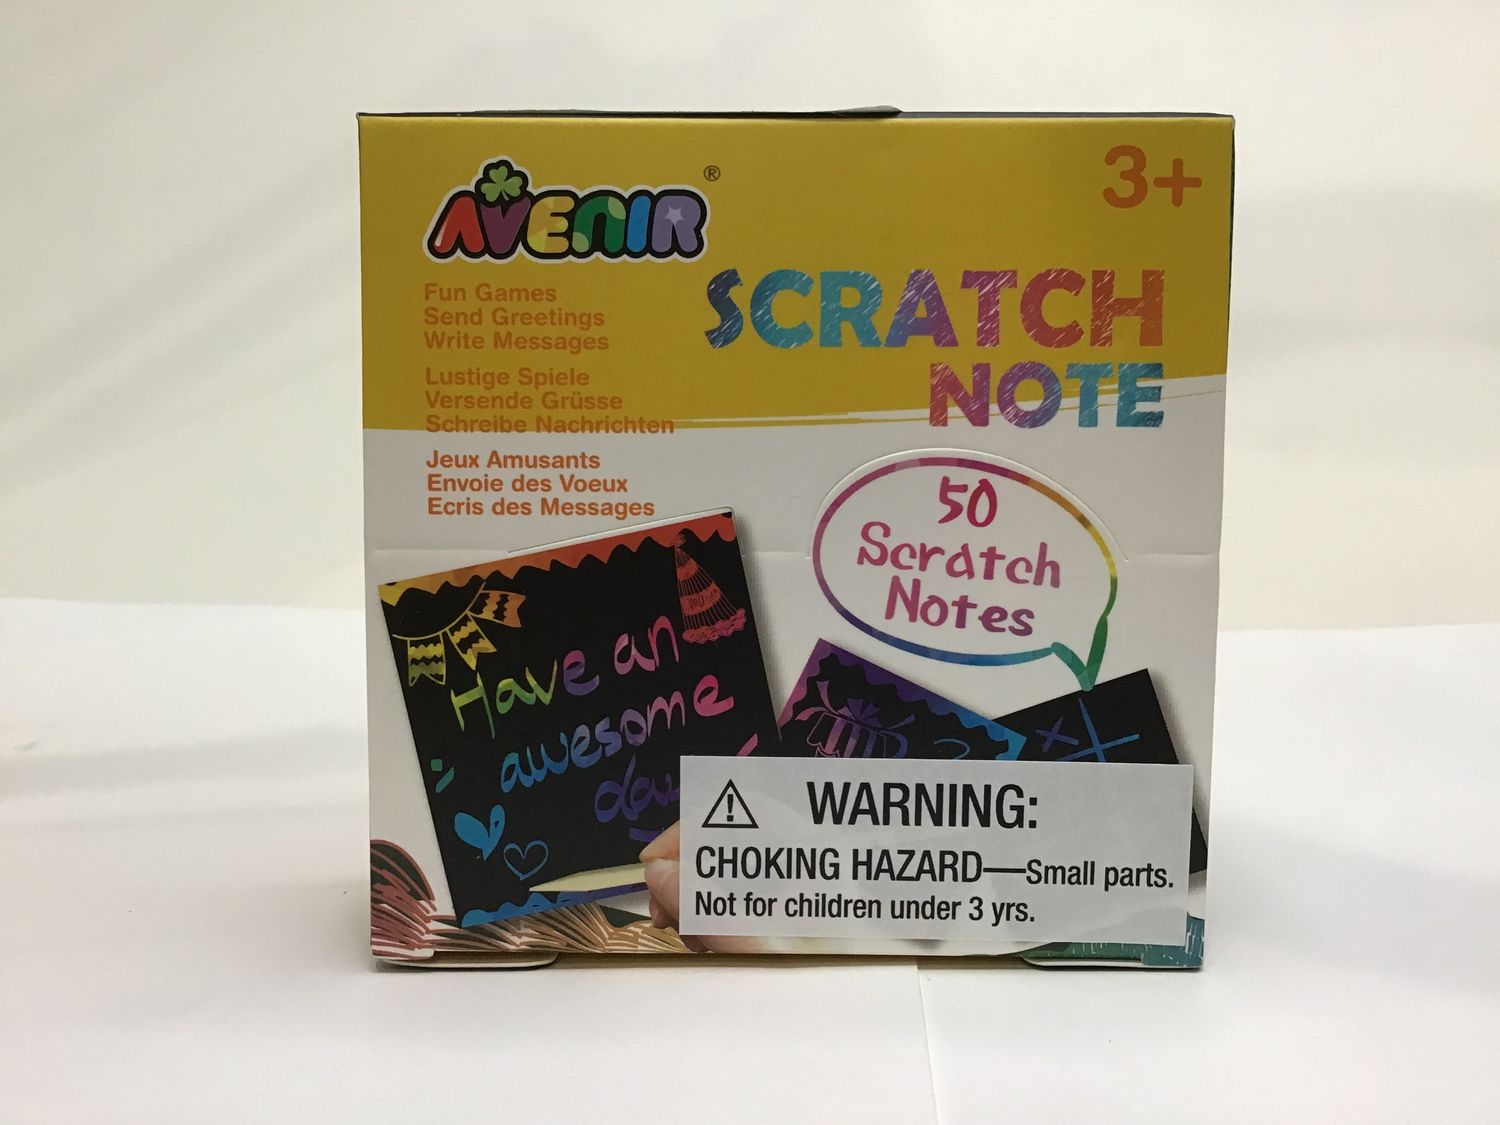 AVENIR ®
3+
Fun Games
Send Greetings
Write Messages
Lustige Spiele
Versende Grüsse
Schreibe Nachrichten
Jeux Amusants
Envoie des Voeux
Ecris des Messages
SCRATCH
NOTE
50
Scratch
Notes
Have an
awesome
day
WARNING:
CHOKING HAZARD—Small parts.
Not for children under 3 yrs.